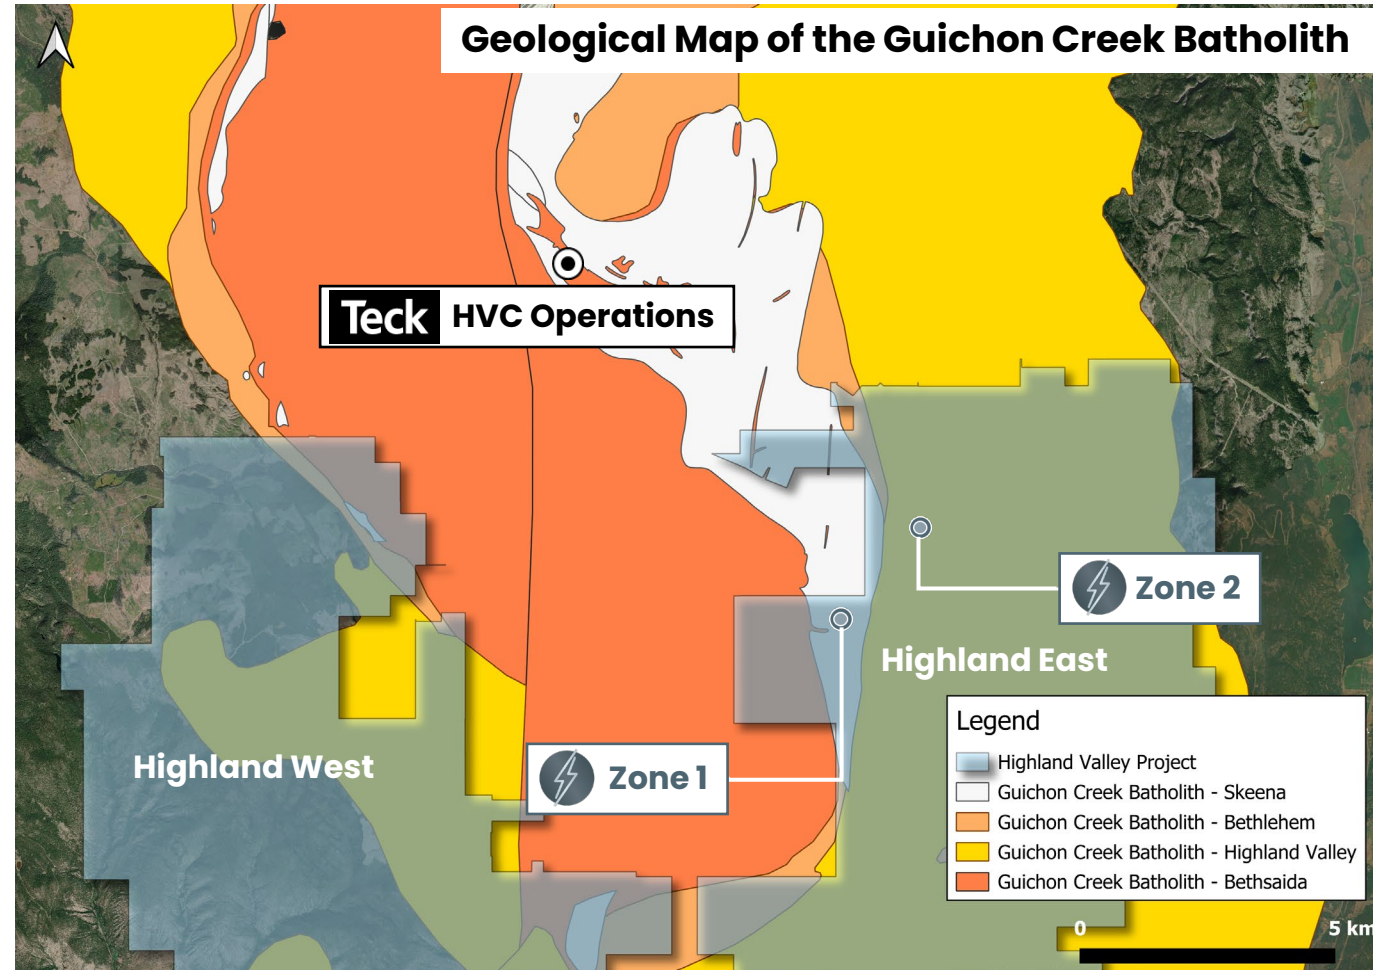 Geological Map of the Guichon Creek Batholith
Teck HVC Operations
Zone 2
Highland East
Highland West
Zone 1
Legend
Highland Valley Project
Guichon Creek Batholith - Skeena
Guichon Creek Batholith - Bethlehem
Guichon Creek Batholith - Highland Valley
Guichon Creek Batholith - Bethsaida
0 5 km